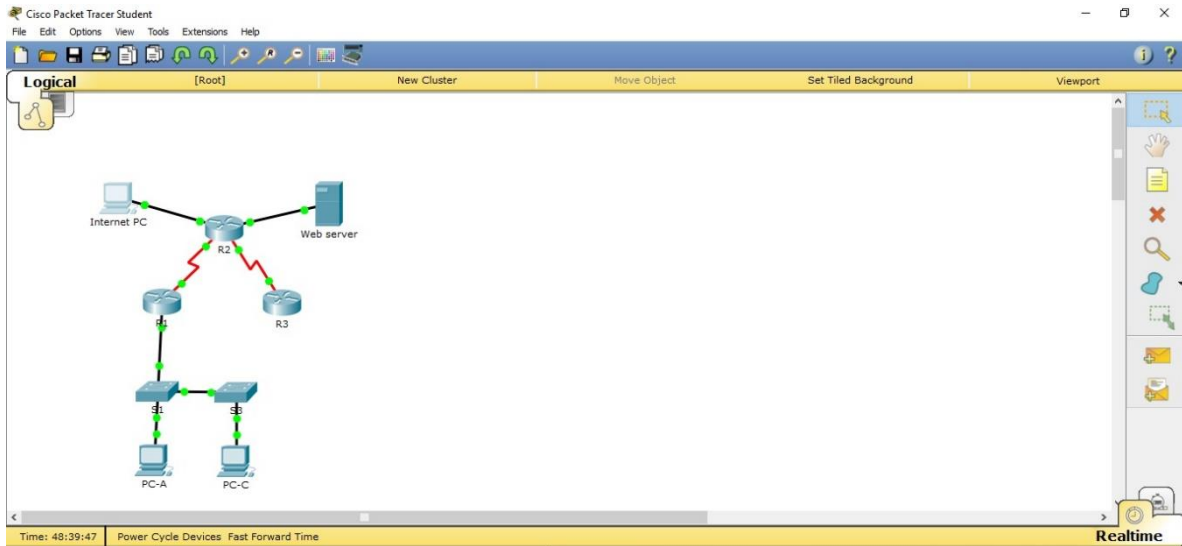 Cisco Packet Tracer Student
File Edit Options View Tools Extensions Help
Logical [Root] New Cluster Move Object Set Tiled Background Viewport
Internet PC
Web server
R2
R1
R3
S1
S3
PC-A
PC-C
Time: 48:39:47 Power Cycle Devices Fast Forward Time Realtime